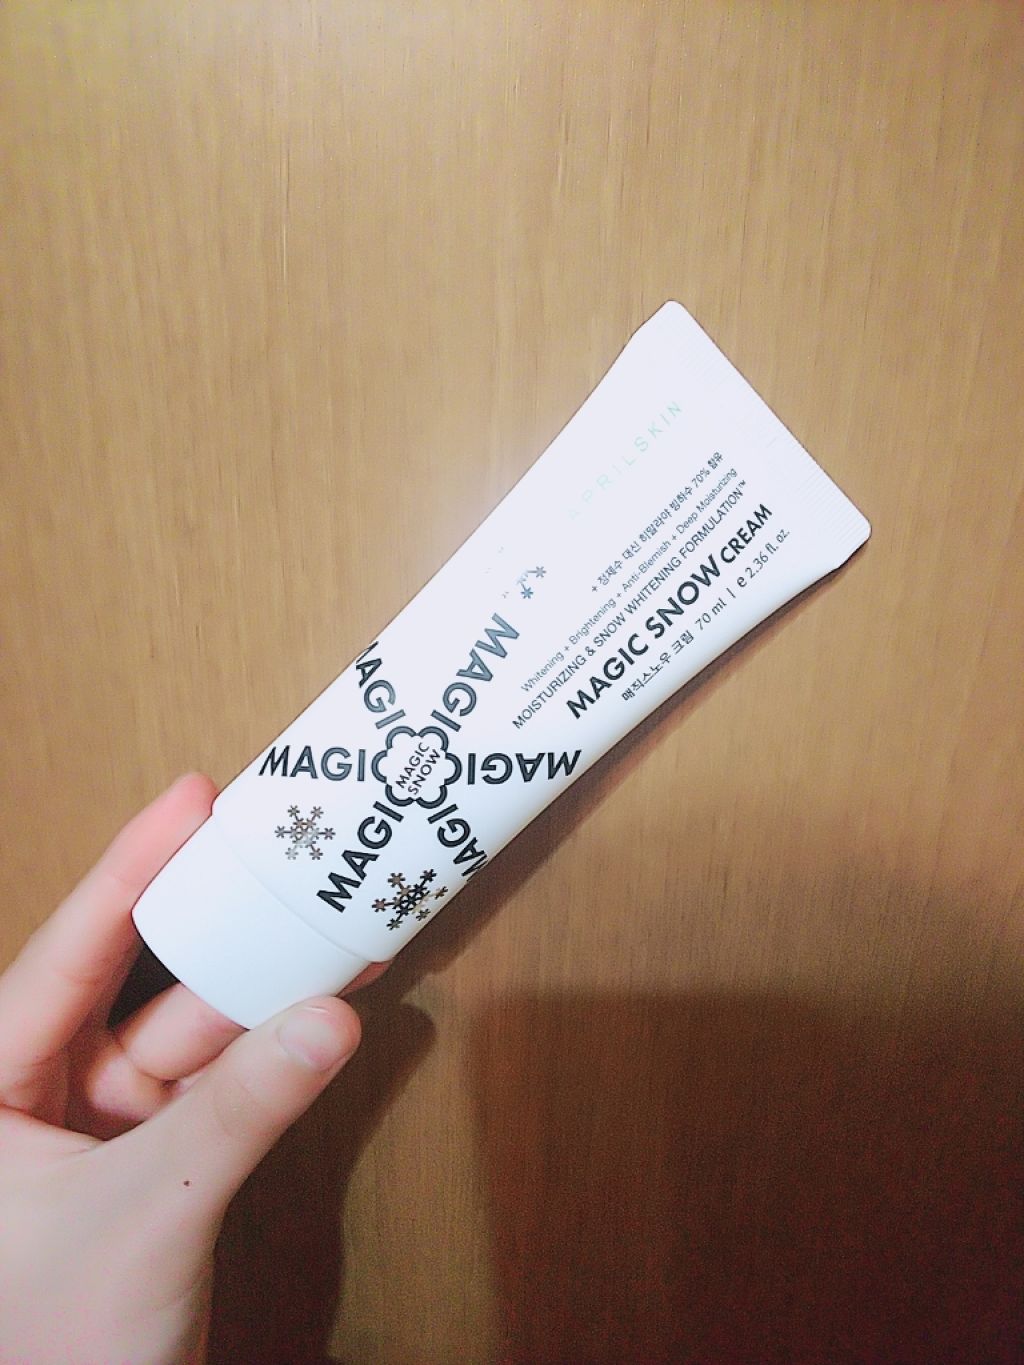 APRILSKIN
+ 정제수 대신 히말라야 빙하수 70% 함유
Whitening + Brightening + Anti-Blemish + Deep Moisturizing
MOISTURIZING & SNOW WHITENING FORMULATION™
MAGIC SNOW CREAM
매직스노우 크림 70 ml | e 2.36 fl. oz.
MAGIC
MAGIC
MAGIC
MAGIC
MAGIC
MAGIC
MAGIC
SNOW